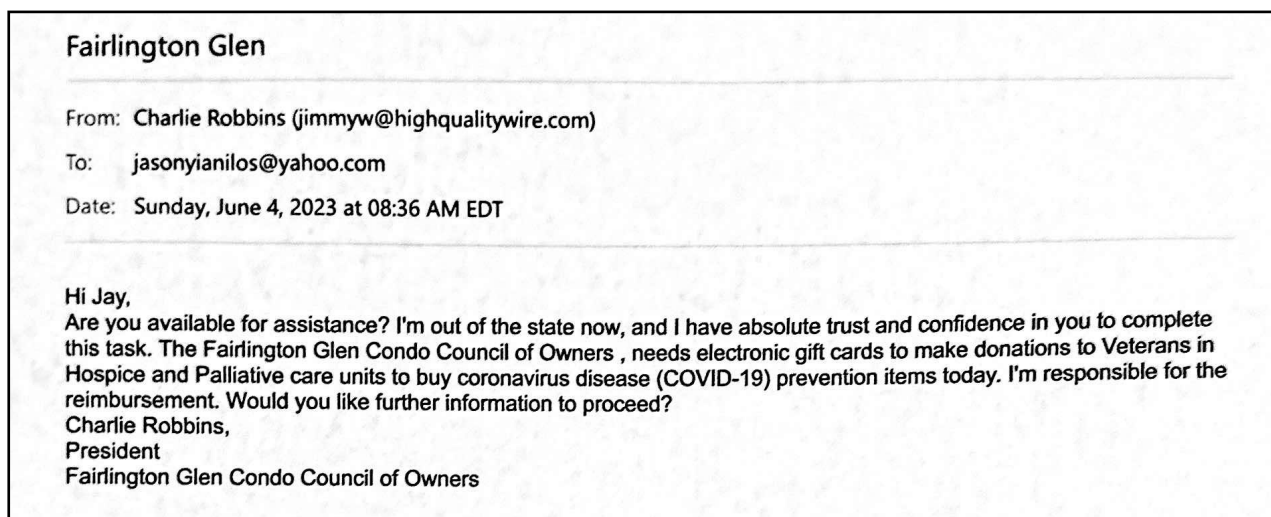 Fairlington Glen
From: Charlie Robbins (jimmyw@highqualitywire.com)
To: jasonyianilos@yahoo.com
Date: Sunday, June 4, 2023 at 08:36 AM EDT
Hi Jay,
Are you available for assistance? I'm out of the state now, and I have absolute trust and confidence in you to complete
this task. The Fairlington Glen Condo Council of Owners , needs electronic gift cards to make donations to Veterans in
Hospice and Palliative care units to buy coronavirus disease (COVID-19) prevention items today. I'm responsible for the
reimbursement. Would you like further information to proceed?
Charlie Robbins,
President
Fairlington Glen Condo Council of Owners